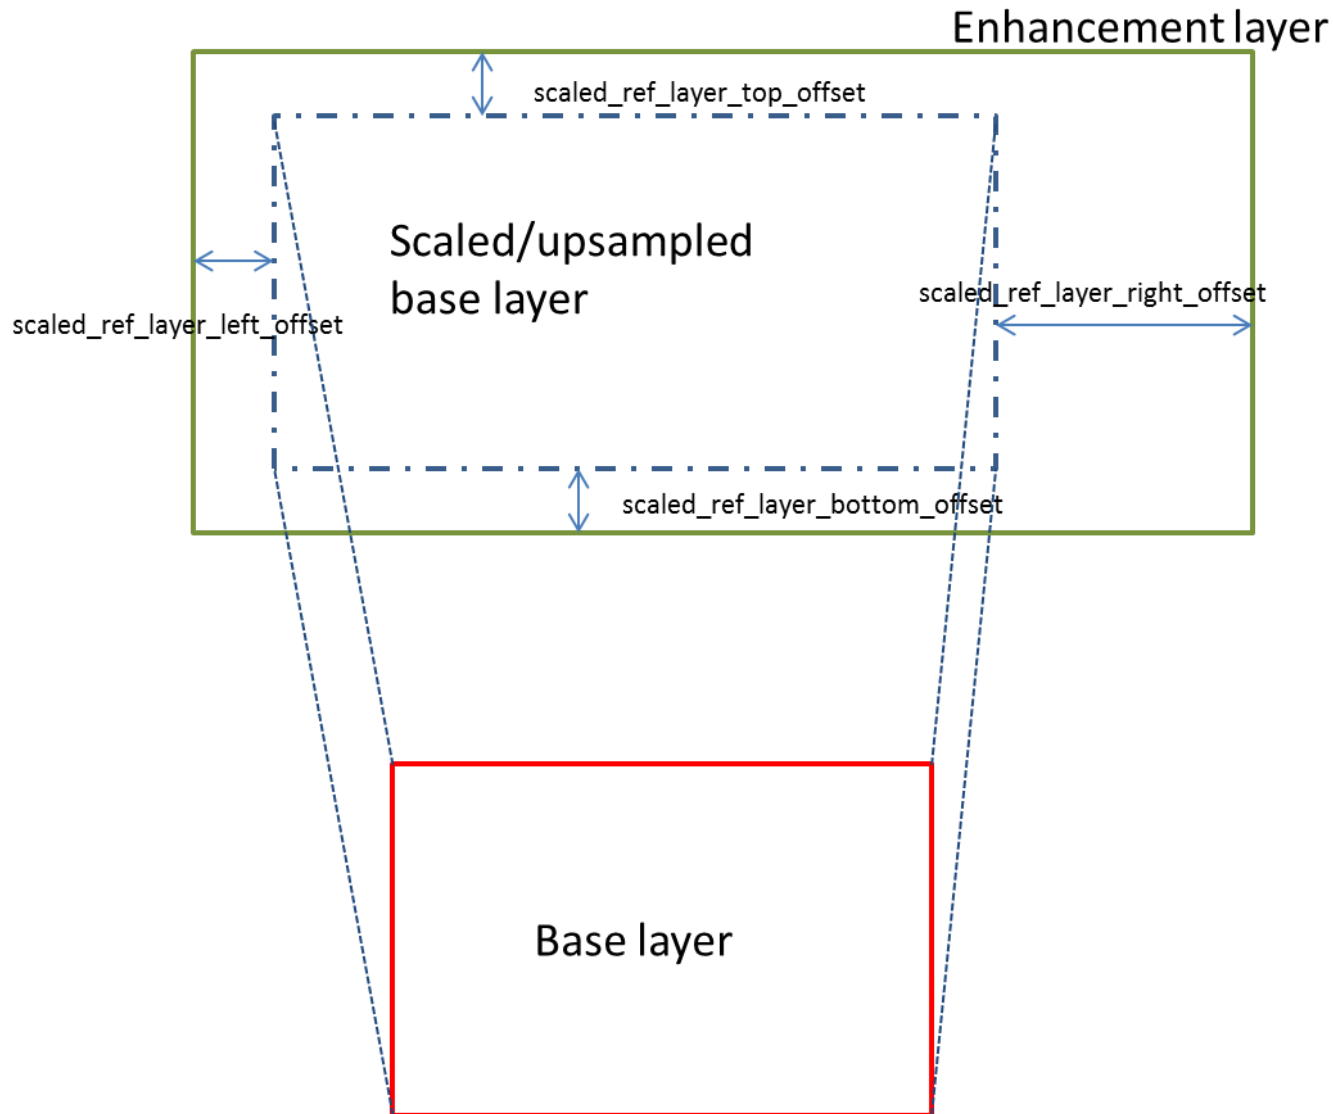 Enhancement layer
scaled_ref_layer_top_offset
Scaled/upsampled
base layer
scaled_ref_layer_right_offset
scaled_ref_layer_left_offset
scaled_ref_layer_bottom_offset
Base layer